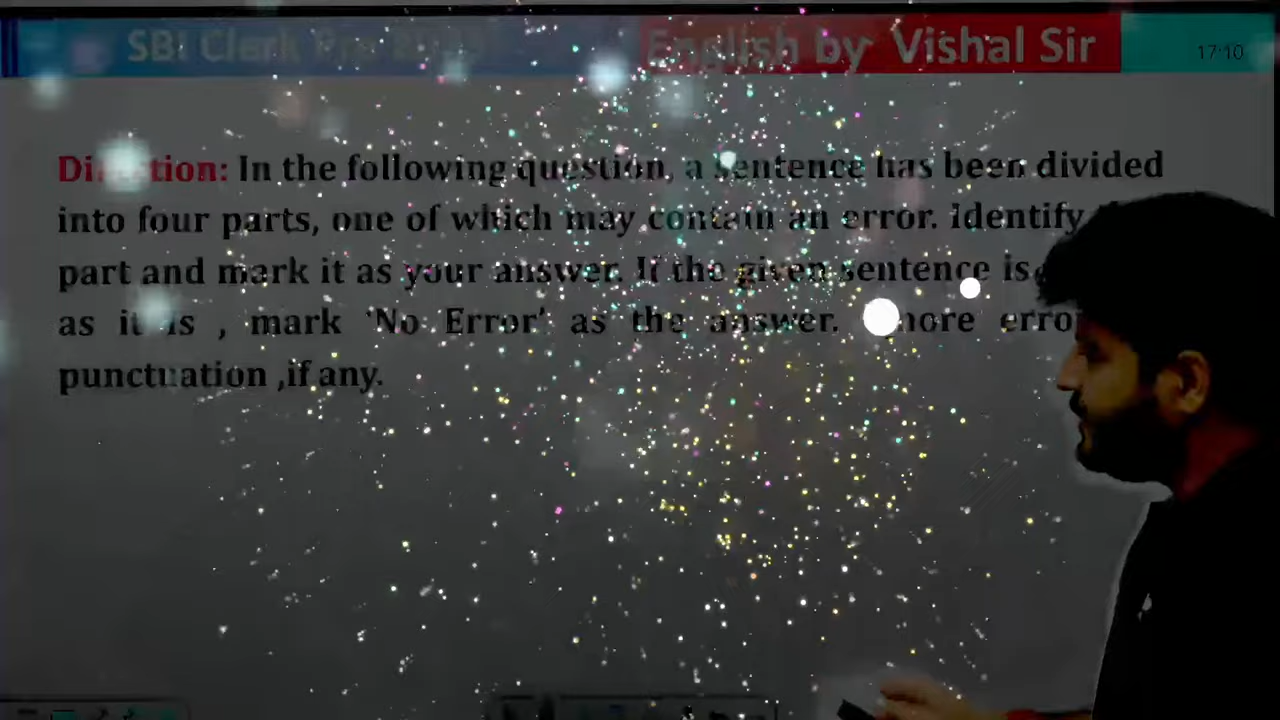 SBI Clerk Pre
English by Vishal Sir
17:10
Direction: In the following question, a sentence has been divided
into four parts, one of which may contain an error. Identify
part and mark it as your answer. If the given sentence is
as it is , mark ‘No Error’ as the answer.
punctuation ,if any.